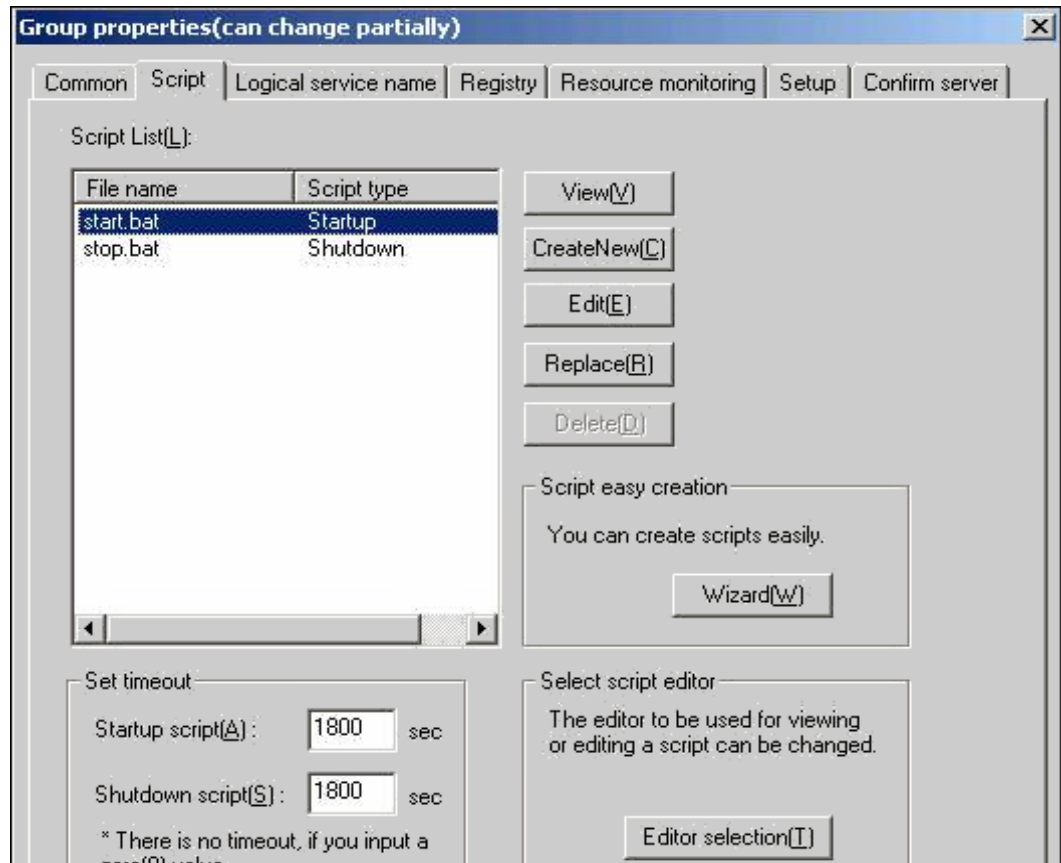 Group properties(can change partially)
Common Script Logical service name Registry Resource monitoring Setup Confirm server
Script List(L):
File name Script type
start.bat Startup
stop.bat Shutdown
View(V)
CreateNew(C)
Edit(E)
Replace(R)
Delete(D)
Script easy creation
You can create scripts easily.
Wizard(W)
Set timeout
Startup script(A) : 1800 sec
Shutdown script(S) : 1800 sec
* There is no timeout, if you input a
zero(0) value
Select script editor
The editor to be used for viewing
or editing a script can be changed.
Editor selection(T)